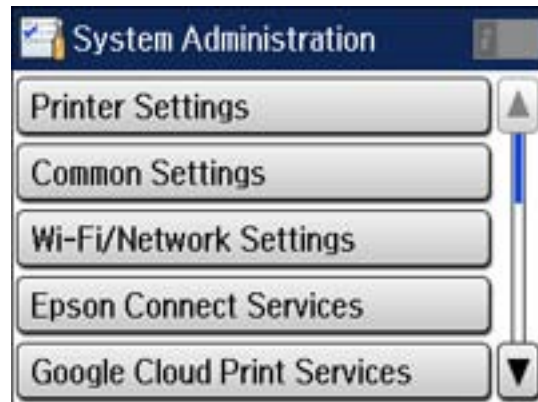 System Administration
Printer Settings
Common Settings
Wi-Fi/Network Settings
Epson Connect Services
Google Cloud Print Services